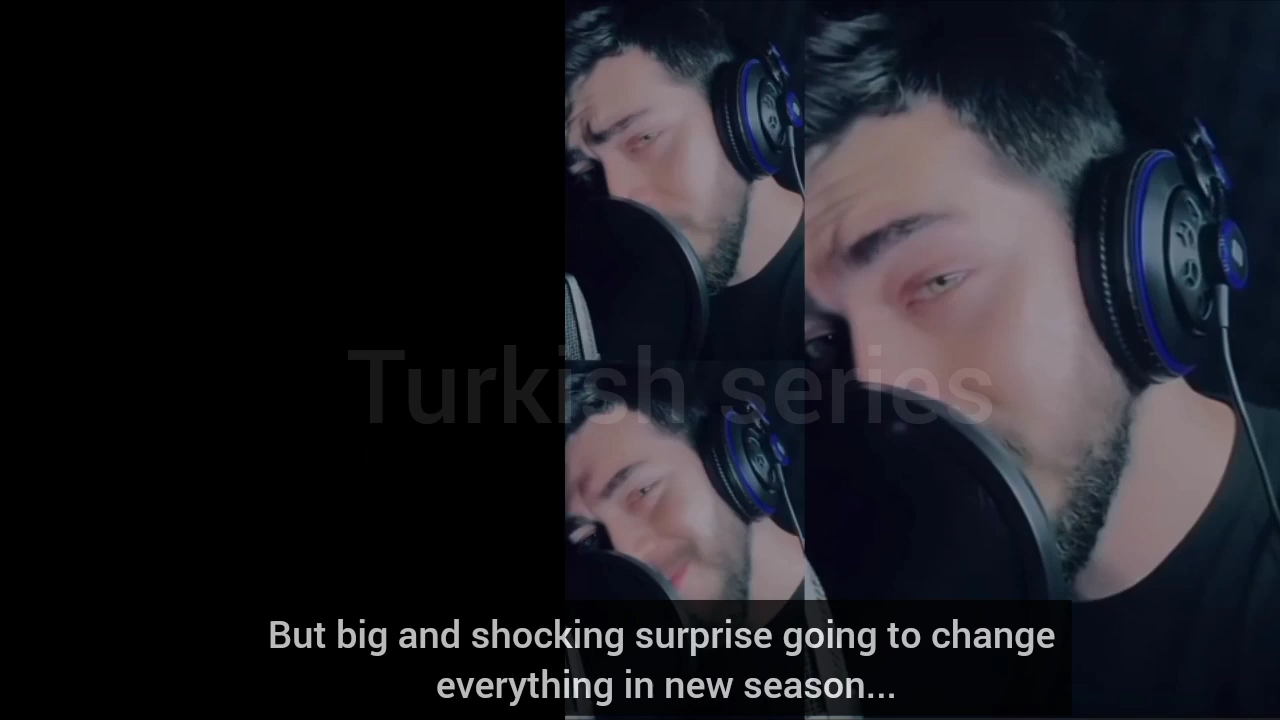 Turkish series
But big and shocking surprise going to change
everything in new season...